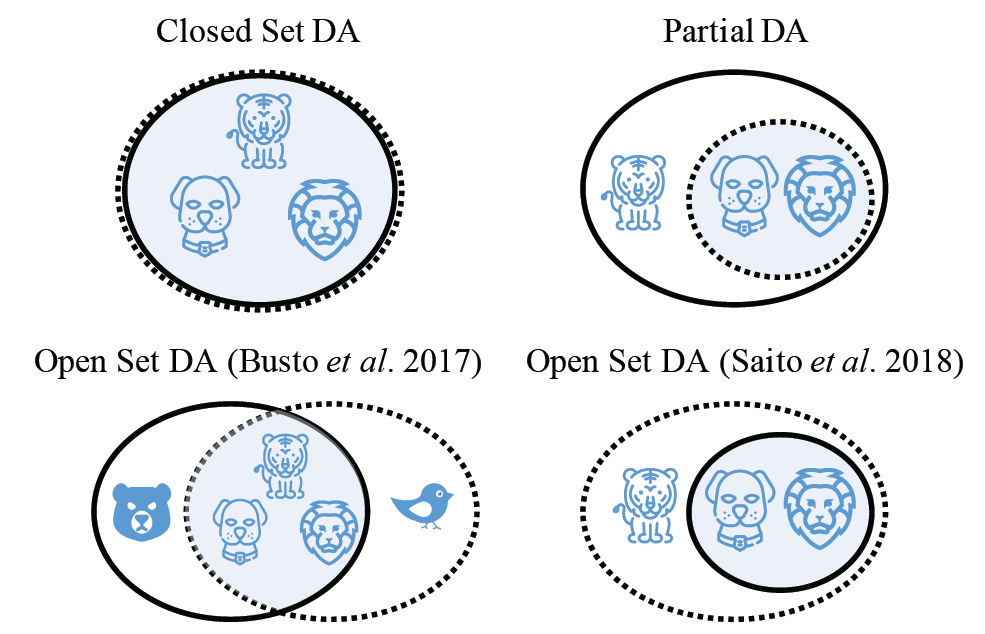 Closed Set DA
Partial DA
Open Set DA (Busto et al. 2017)
Open Set DA (Saito et al. 2018)